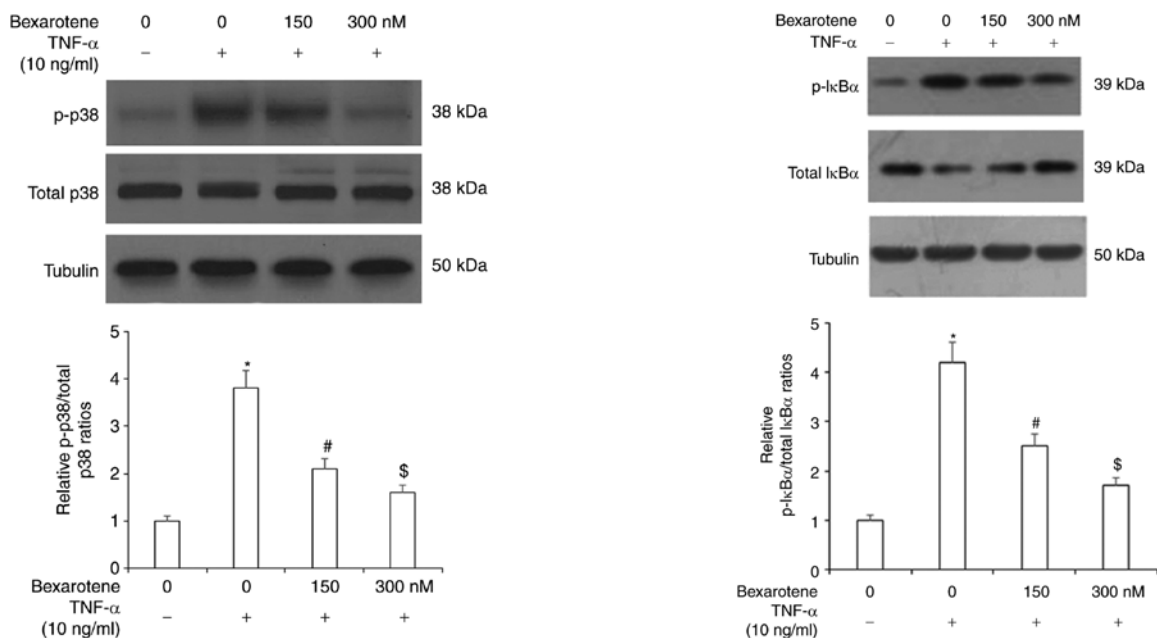 Bexarotene 0 0 150 300 nM
TNF-α
(10 ng/ml) – + + +
p-p38 38 kDa
Total p38 38 kDa
Tubulin 50 kDa
Relative p-p38/total
p38 ratios
5
4
3
2
1
0
*
#
$
Bexarotene 0 0 150 300 nM
TNF-α
(10 ng/ml) – + + +
Bexarotene 0 0 150 300 nM
TNF-α – + + +
(10 ng/ml)
p-IκBα 39 kDa
Total IκBα 39 kDa
Tubulin 50 kDa
Relative
p-IκBα/total IκBα ratios
5
4
3
2
1
0
*
#
$
Bexarotene 0 0 150 300 nM
TNF-α
(10 ng/ml) – + + +